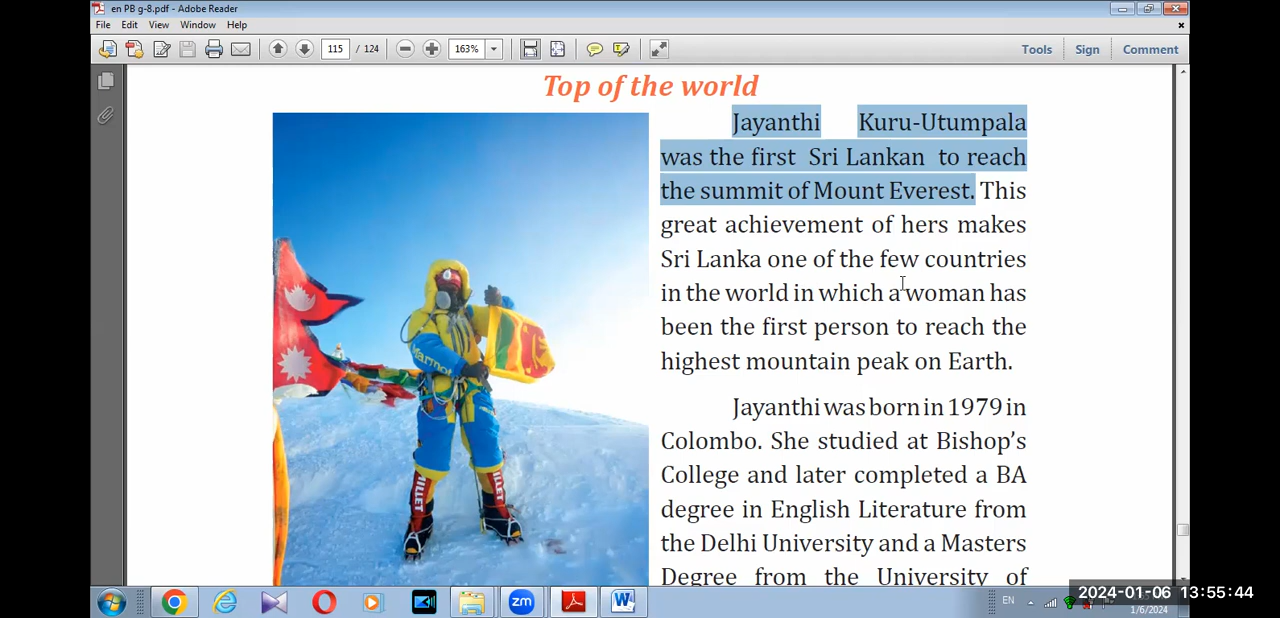 en PB g-8.pdf - Adobe Reader
File Edit View Window Help
115 / 124 163% Tools Sign Comment
Top of the world
Jayanthi Kuru-Utumpala
was the first Sri Lankan to reach
the summit of Mount Everest. This
great achievement of hers makes
Sri Lanka one of the few countries
in the world in which a woman has
been the first person to reach the
highest mountain peak on Earth.
Jayanthi was born in 1979 in
Colombo. She studied at Bishop's
College and later completed a BA
degree in English Literature from
the Delhi University and a Masters
Degree from the University of
Marmot
MILLET
MILLET
zm
EN
2024-01-06 13:55:44
1/6/2024